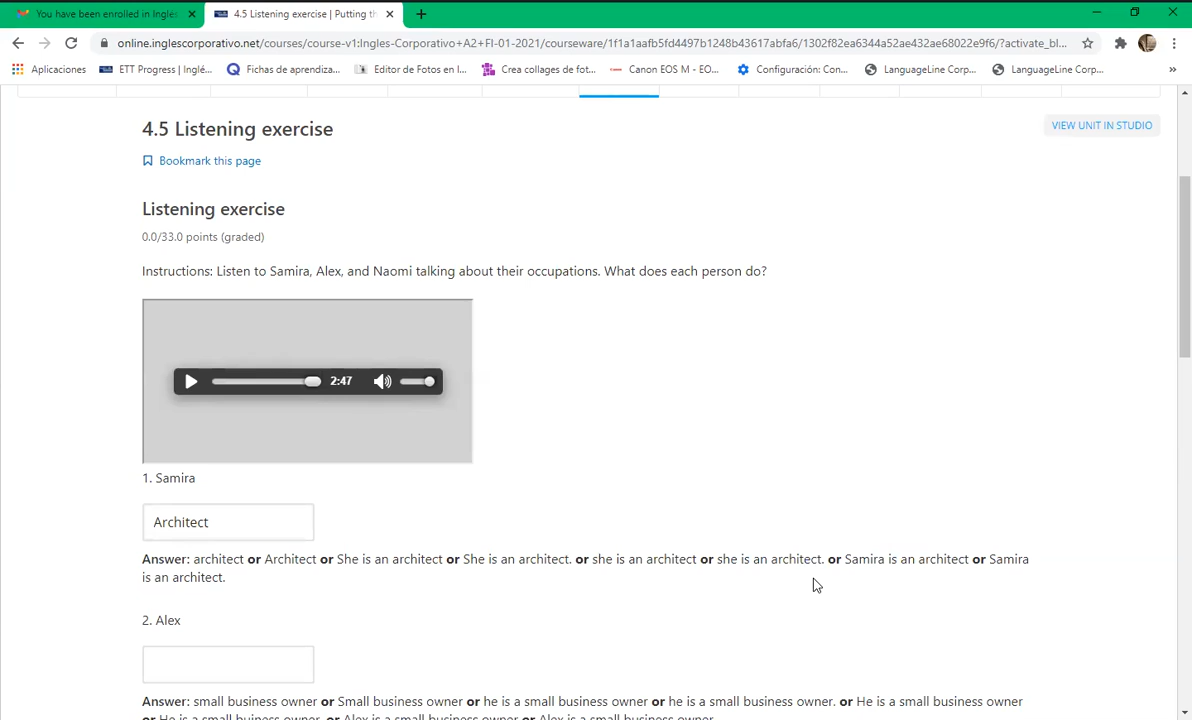 You have been enrolled in Inglés
4.5 Listening exercise | Putting th
online.inglescorporativo.net/courses/course-v1:Ingles-Corporativo+A2+FI-01-2021/courseware/1f1a1aafb5fd4497b1248b43617abfa6/1302f82ea6344a52ae432ae68022e9f6/?activate_bl...
Aplicaciones
ETT Progress | Inglé...
Fichas de aprendiza...
Editor de Fotos en l...
Crea collages de fot...
Canon EOS M - EO...
Configuración: Con...
LanguageLine Corp...
LanguageLine Corp...
»
4.5 Listening exercise
VIEW UNIT IN STUDIO
Bookmark this page
Listening exercise
0.0/33.0 points (graded)
Instructions: Listen to Samira, Alex, and Naomi talking about their occupations. What does each person do?
2:47
1. Samira
Architect
Answer: architect or Architect or She is an architect or She is an architect. or she is an architect or she is an architect. or Samira is an architect or Samira
is an architect.
2. Alex
Answer: small business owner or Small business owner or he is a small business owner or he is a small business owner. or He is a small business owner
or He is a small business owner. or Alex is a small business owner or Alex is a small business owner.